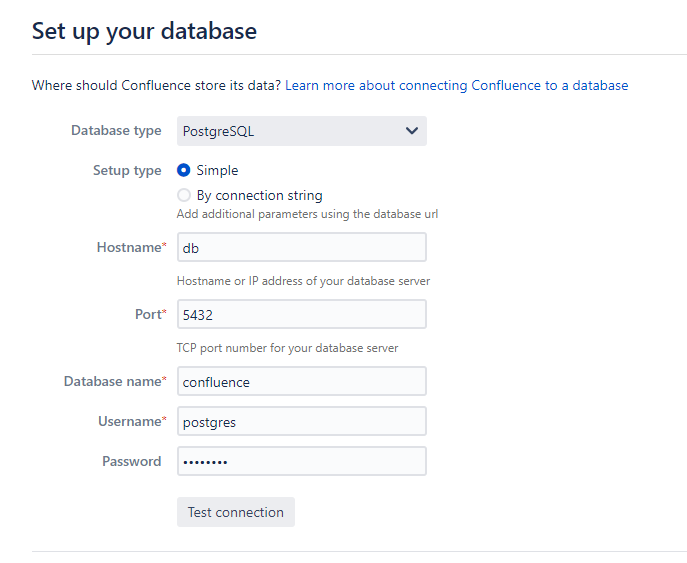 Set up your database
Where should Confluence store its data? Learn more about connecting Confluence to a database
Database type PostgreSQL
Setup type Simple
By connection string
Add additional parameters using the database url
Hostname* db
Hostname or IP address of your database server
Port* 5432
TCP port number for your database server
Database name* confluence
Username* postgres
Password ••••••••
Test connection